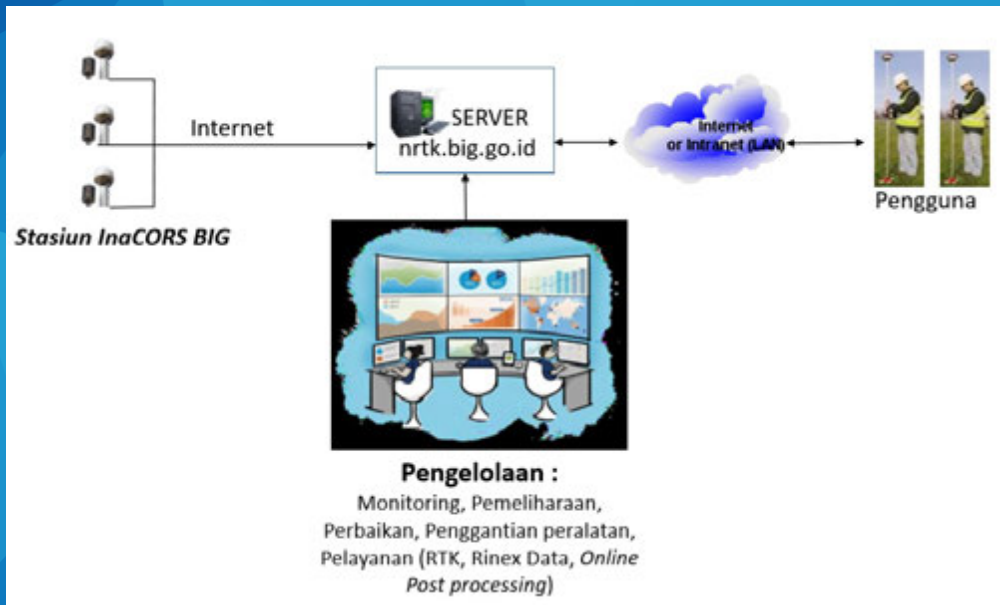 Internet
SERVER
nrtk.big.go.id
Internet
or Intranet (LAN)
Pengguna
Stasiun InaCORS BIG
Pengelolaan :
Monitoring, Pemeliharaan,
Perbaikan, Penggantian peralatan,
Pelayanan (RTK, Rinex Data, Online
Post processing)